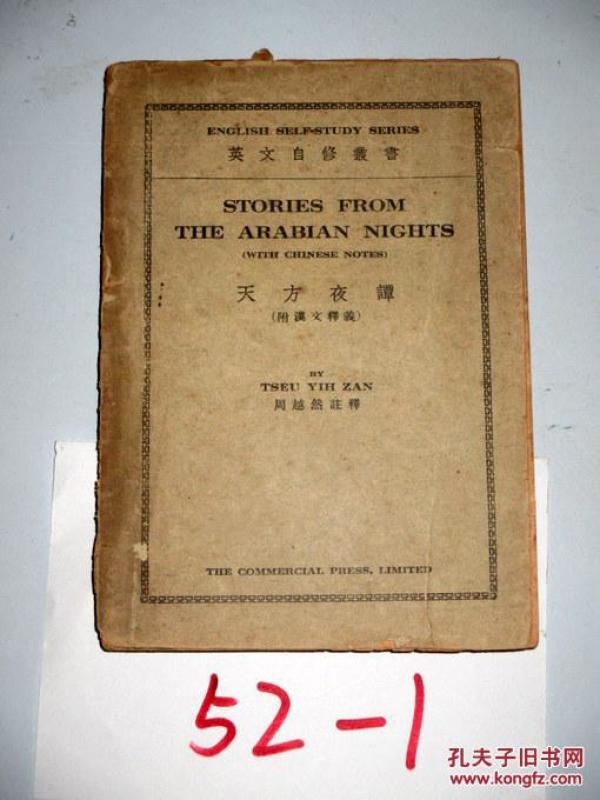 ENGLISH SELF-STUDY SERIES
英文自修叢書
STORIES FROM
THE ARABIAN NIGHTS
(WITH CHINESE NOTES)
天方夜譚
(附漢文釋義)
BY
TSEU YIH ZAN
周越然註釋
THE COMMERCIAL PRESS, LIMITED
52-1
孔夫子旧书网
www.kongfz.com